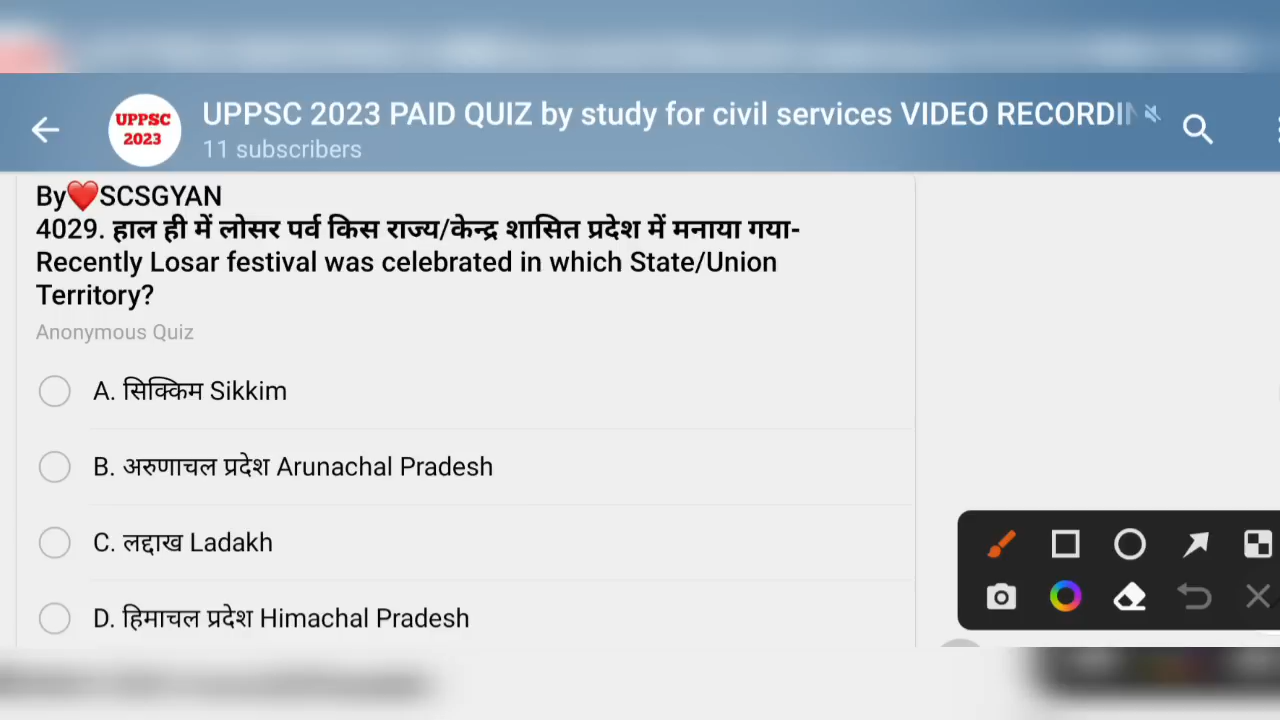 UPPSC
2023
UPPSC 2023 PAID QUIZ by study for civil services VIDEO RECORDIN
11 subscribers
By❤️SCSGYAN
4029. हाल ही में लोसर पर्व किस राज्य/केन्द्र शासित प्रदेश में मनाया गया-
Recently Losar festival was celebrated in which State/Union
Territory?
Anonymous Quiz
A. सिक्किम Sikkim
B. अरुणाचल प्रदेश Arunachal Pradesh
C. लद्दाख Ladakh
D. हिमाचल प्रदेश Himachal Pradesh